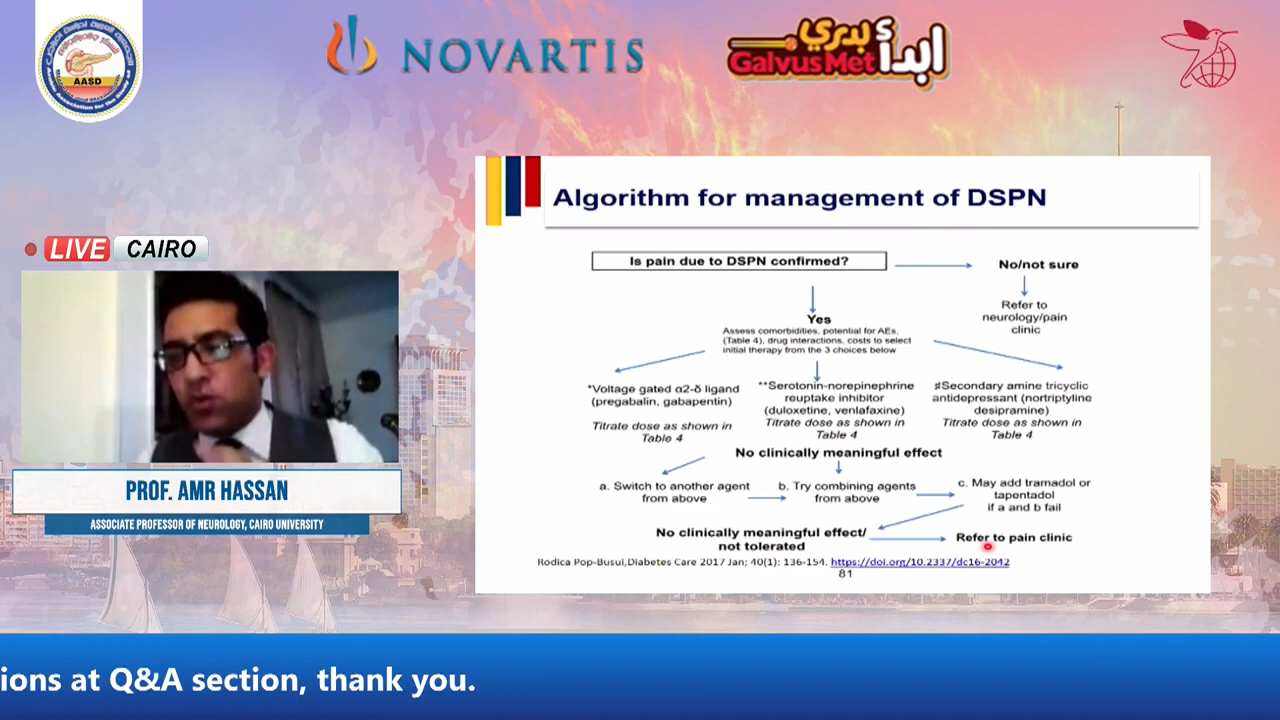 AASD
NOVARTIS
ابدأ بدري
GalvusMet
LIVE CAIRO
PROF. AMR HASSAN
ASSOCIATE PROFESSOR OF NEUROLOGY, CAIRO UNIVERSITY
Algorithm for management of DSPN
Is pain due to DSPN confirmed?
No/not sure
Refer to
neurology/pain
clinic
Yes
Assess comorbidities, potential for AEs,
(Table 4), drug interactions, costs to select
initial therapy from the 3 choices below
*Voltage gated α2-δ ligand
(pregabalin, gabapentin)
Titrate dose as shown in
Table 4
**Serotonin-norepinephrine
reuptake inhibitor
(duloxetine, venlafaxine)
Titrate dose as shown in
Table 4
♯Secondary amine tricyclic
antidepressant (nortriptyline
desipramine)
Titrate dose as shown in
Table 4
No clinically meaningful effect
a. Switch to another agent
from above
b. Try combining agents
from above
c. May add tramadol or
tapentadol
if a and b fail
No clinically meaningful effect/
not tolerated
Refer to pain clinic
Rodica Pop-Busui,Diabetes Care 2017 Jan; 40(1): 136-154. https://doi.org/10.2337/dc16-2042
81
ions at Q&A section, thank you.